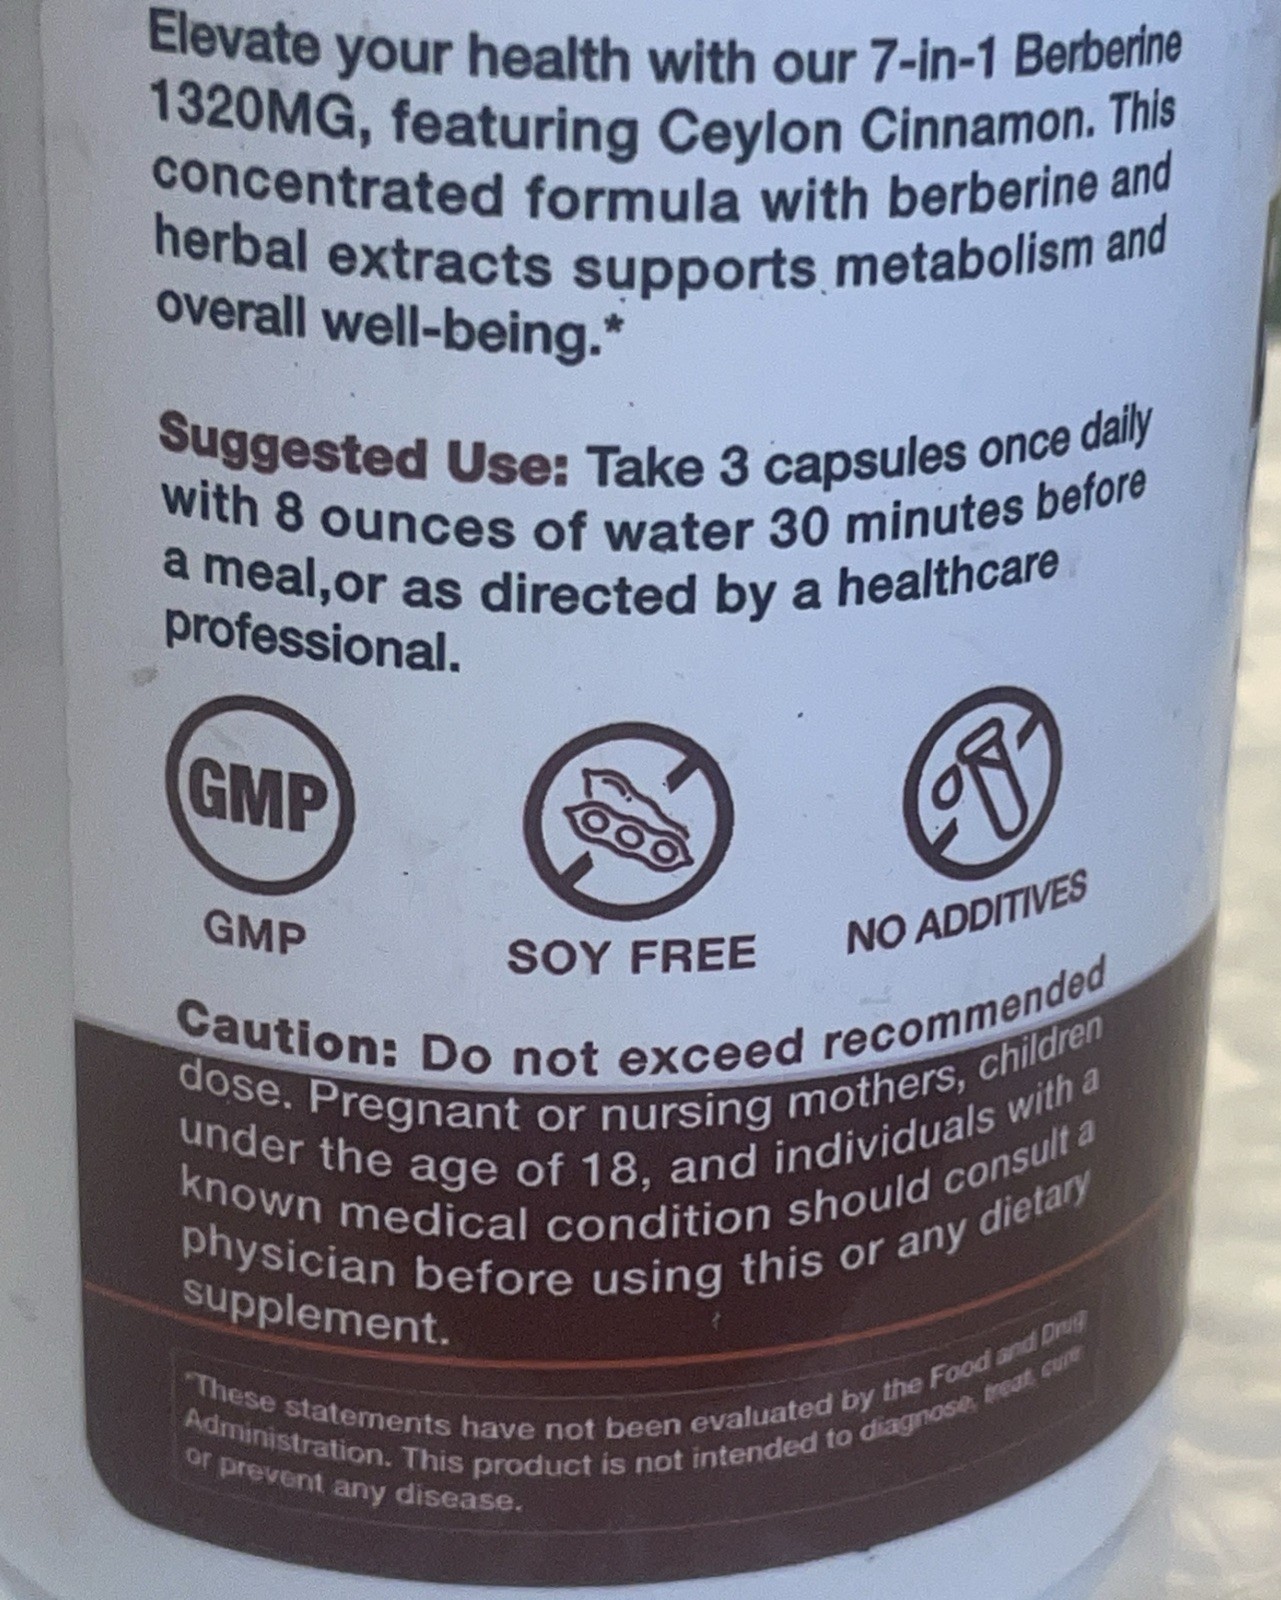 Elevate your health with our 7-in-1 Berberine
1320MG, featuring Ceylon Cinnamon. This
concentrated formula with berberine and
herbal extracts supports metabolism and
overall well-being.*
Suggested Use: Take 3 capsules once daily
with 8 ounces of water 30 minutes before
a meal,or as directed by a healthcare
professional.
GMP
GMP
SOY FREE
NO ADDITIVES
Caution: Do not exceed recommended
dose. Pregnant or nursing mothers, children
under the age of 18, and individuals with a
known medical condition should consult a
physician before using this or any dietary
supplement.
*These statements have not been evaluated by the Food and Drug
Administration. This product is not intended to diagnose, treat, cure
or prevent any disease.